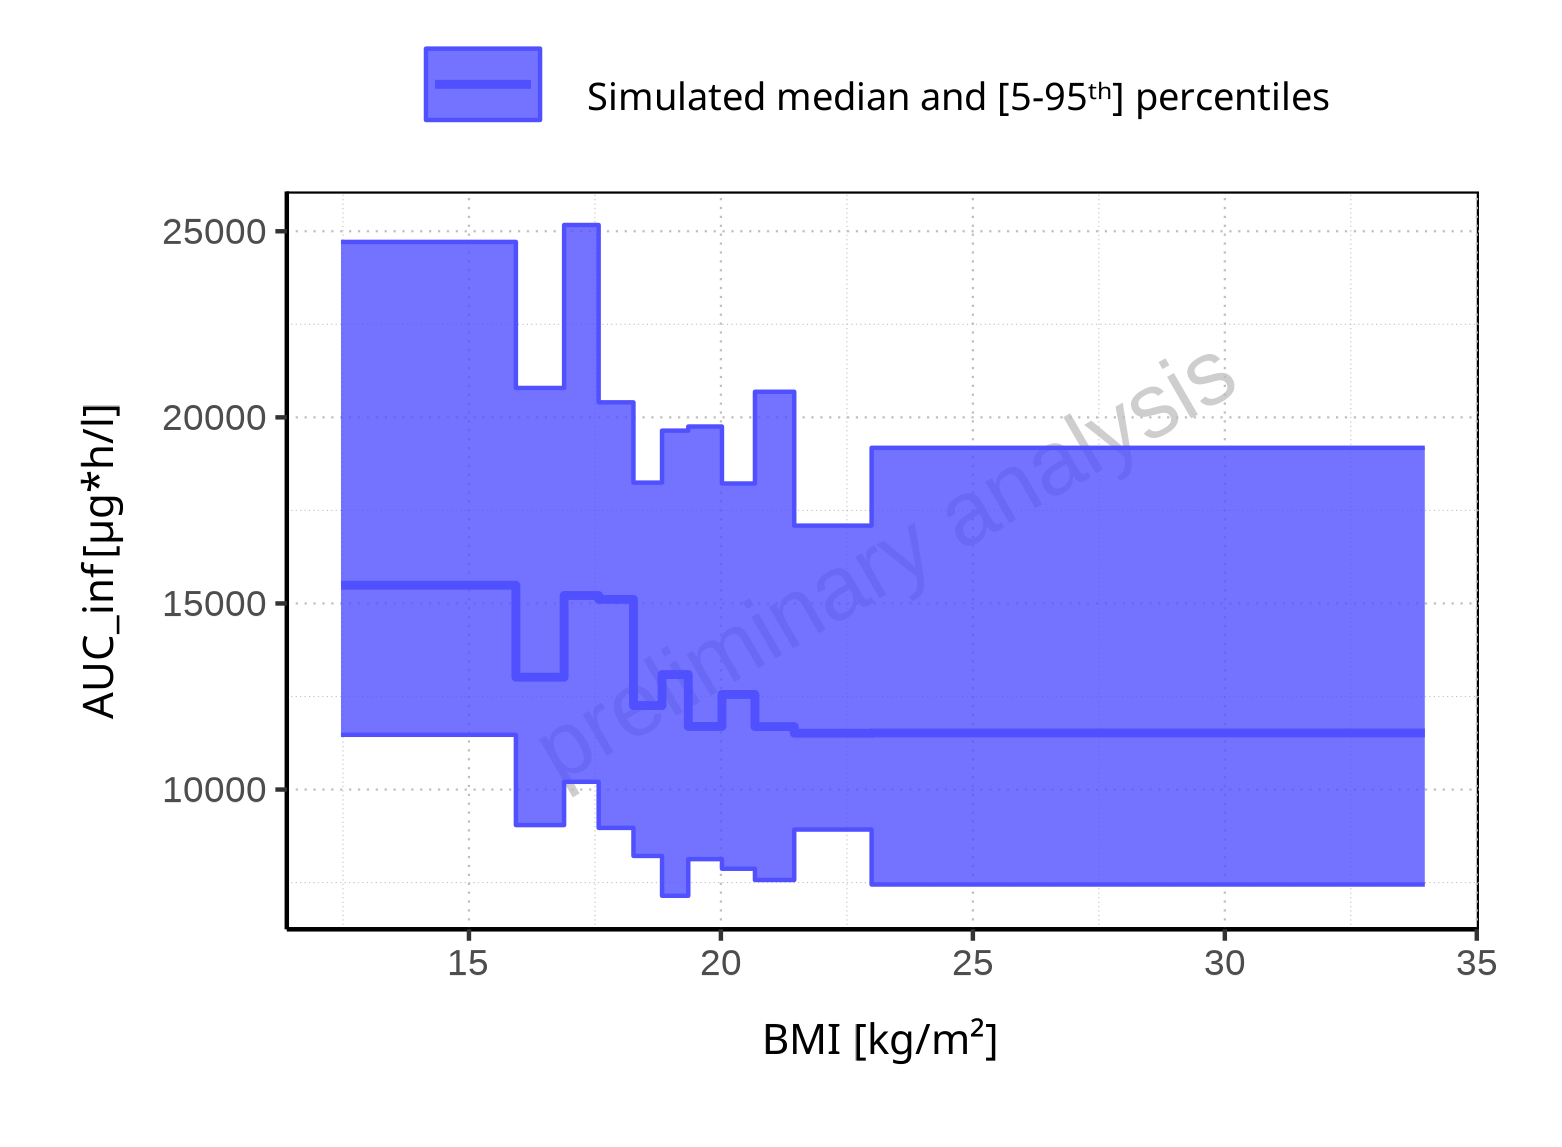 Simulated median and [5-95ᵗʰ] percentiles
25000
20000
15000
10000
AUC_inf[µg*h/l]
preliminary analysis
15 20 25 30 35
BMI [kg/m²]